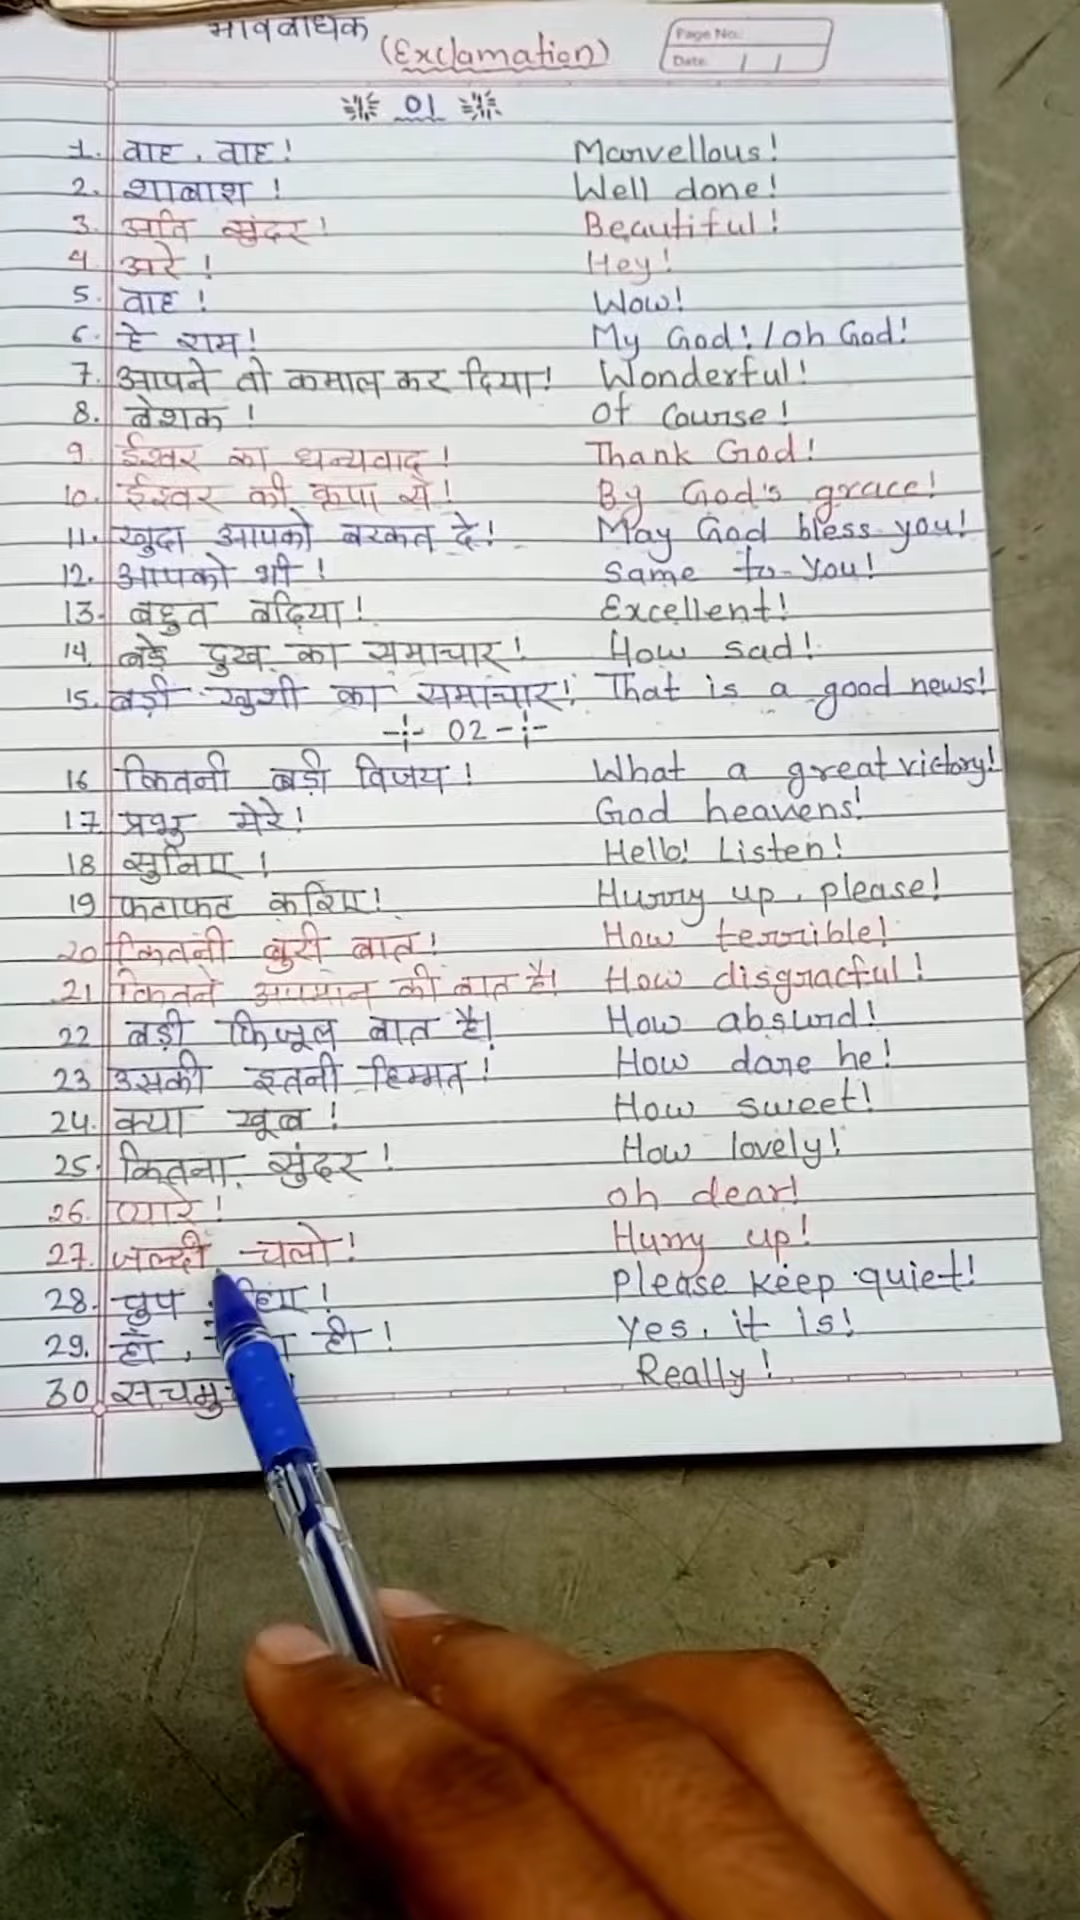 भावबोधक (Exclamation)
Page No.:
Date: / /
01
1. वाह, वाह! Marvellous!
2. शाबाश! Well done!
3. अति सुंदर! Beautiful!
4. अरे! Hey!
5. वाह! Wow!
6. हे राम! My God! / oh God!
7. आपने तो कमाल कर दिया! Wonderful!
8. बेशक! Of course!
9. ईश्वर का धन्यवाद! Thank God!
10. ईश्वर की कृपा से! By God's grace!
11. खुदा आपको बरकत दे! May God bless you!
12. आपको भी! Same to you!
13. बहुत बढ़िया! Excellent!
14. बड़े दुख का समाचार! How sad!
15. बड़ी खुशी का समाचार! That is a good news!
02
16 कितनी बड़ी विजय! What a great victory!
17. प्रभु मेरे! God heavens!
18 सुनिए! Hello! Listen!
19 फटाफट करिए! Hurry up, please!
20 कितनी बुरी बात! How terrible!
21 कितने अपमान की बात है! How disgracful!
22 बड़ी फिजूल बात है! How absurd!
23 उसकी इतनी हिम्मत! How dare he!
24. क्या खूब! How sweet!
25. कितना सुंदर! How lovely!
26. प्यारे! oh dear!
27. जल्दी चलो! Hurry up!
28. चुप ! Please keep quiet!
29. हाँ, ही! Yes, it is!
30 Really!